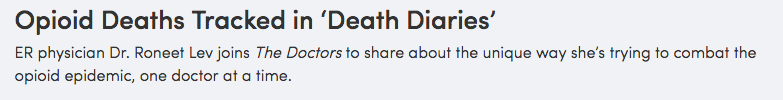 Opioid Deaths Tracked in ‘Death Diaries’
ER physician Dr. Roneet Lev joins The Doctors to share about the unique way she’s trying to combat the
opioid epidemic, one doctor at a time.